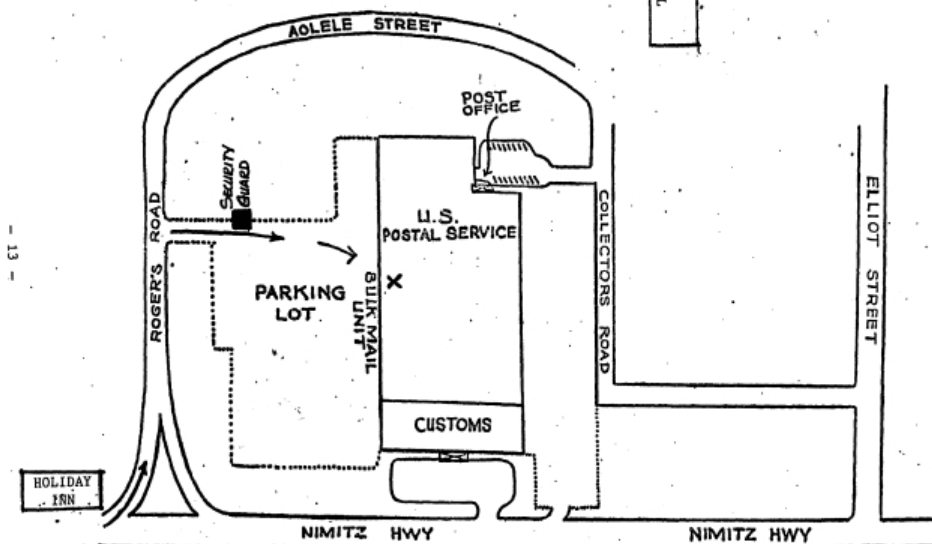 AOLELE STREET
POST
OFFICE
SECURITY
GUARD
U.S.
POSTAL SERVICE
ROGER'S ROAD
COLLECTORS ROAD
ELLIOT STREET
- 13 -
PARKING
LOT
BULK MAIL
UNIT
X
CUSTOMS
HOLIDAY
INN
NIMITZ HWY
NIMITZ HWY